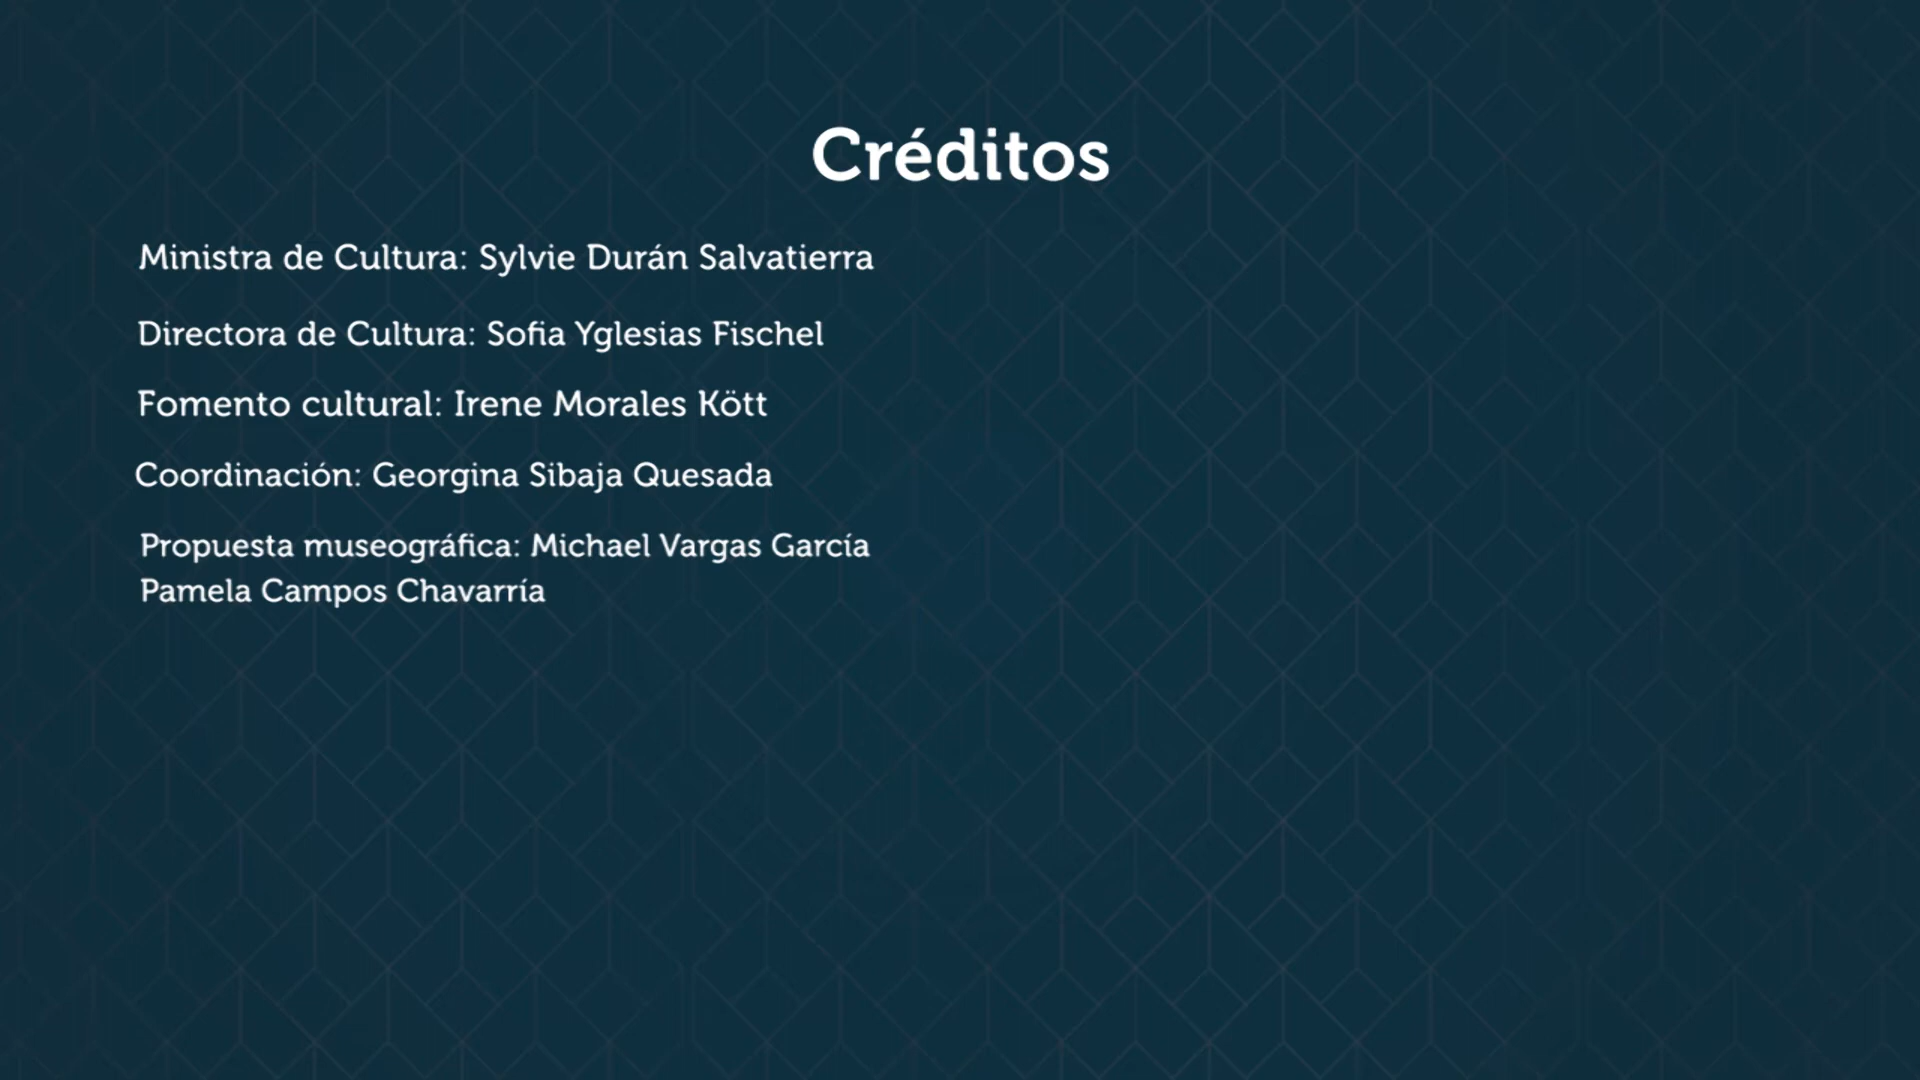 Créditos
Ministra de Cultura: Sylvie Durán Salvatierra
Directora de Cultura: Sofia Yglesias Fischel
Fomento cultural: Irene Morales Kött
Coordinación: Georgina Sibaja Quesada
Propuesta museográfica: Michael Vargas García
Pamela Campos Chavarría